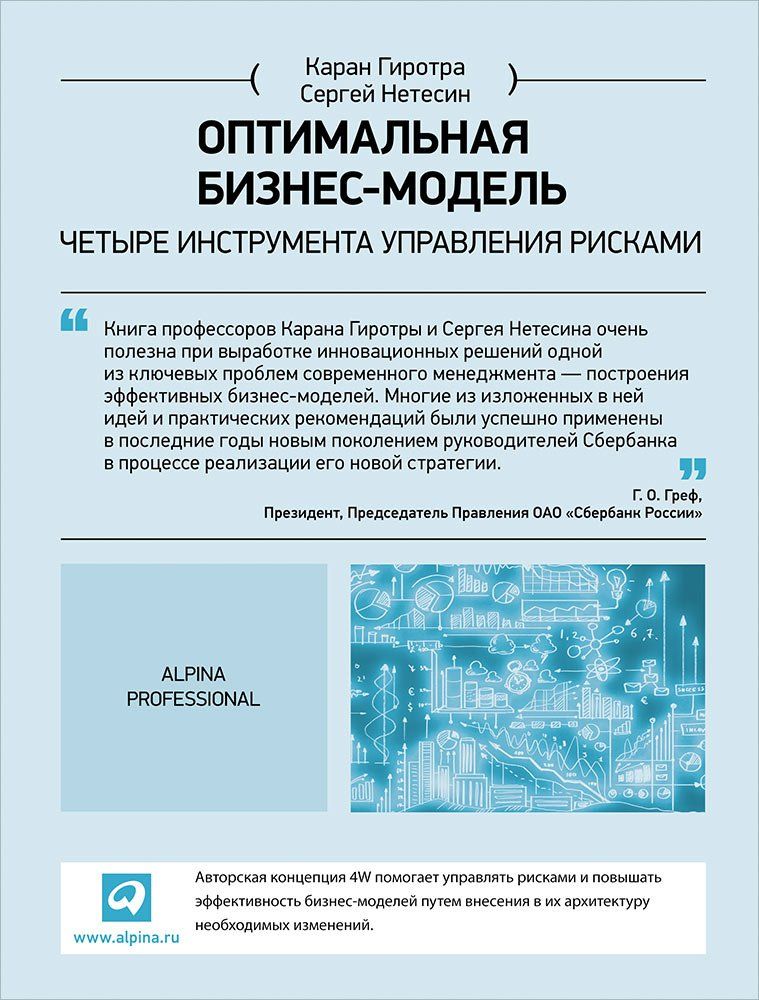 Каран Гиротра
Сергей Нетесин
ОПТИМАЛЬНАЯ
БИЗНЕС-МОДЕЛЬ
ЧЕТЫРЕ ИНСТРУМЕНТА УПРАВЛЕНИЯ РИСКАМИ
“
Книга профессоров Карана Гиротры и Сергея Нетесина очень
полезна при выработке инновационных решений одной
из ключевых проблем современного менеджмента — построения
эффективных бизнес-моделей. Многие из изложенных в ней
идей и практических рекомендаций были успешно применены
в последние годы новым поколением руководителей Сбербанка
в процессе реализации его новой стратегии.
”
Г. О. Греф,
Президент, Председатель Правления ОАО «Сбербанк России»
ALPINA
PROFESSIONAL
1,2,
6,7.
Авторская концепция 4W помогает управлять рисками и повышать
эффективность бизнес-моделей путем внесения в их архитектуру
необходимых изменений.
www.alpina.ru